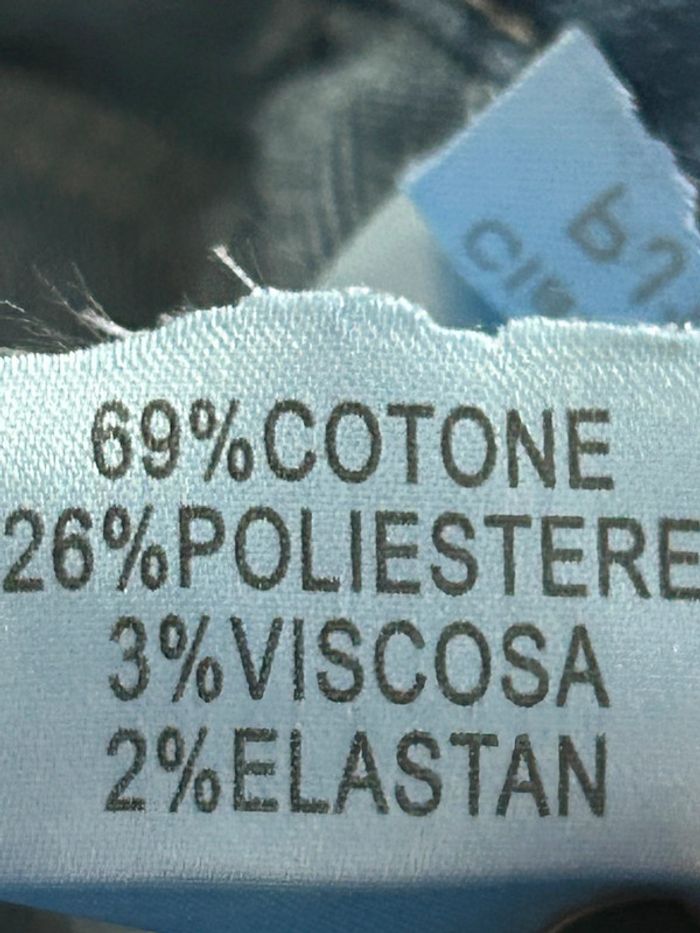 69%COTONE
26%POLIESTERE
3%VISCOSA
2%ELASTAN